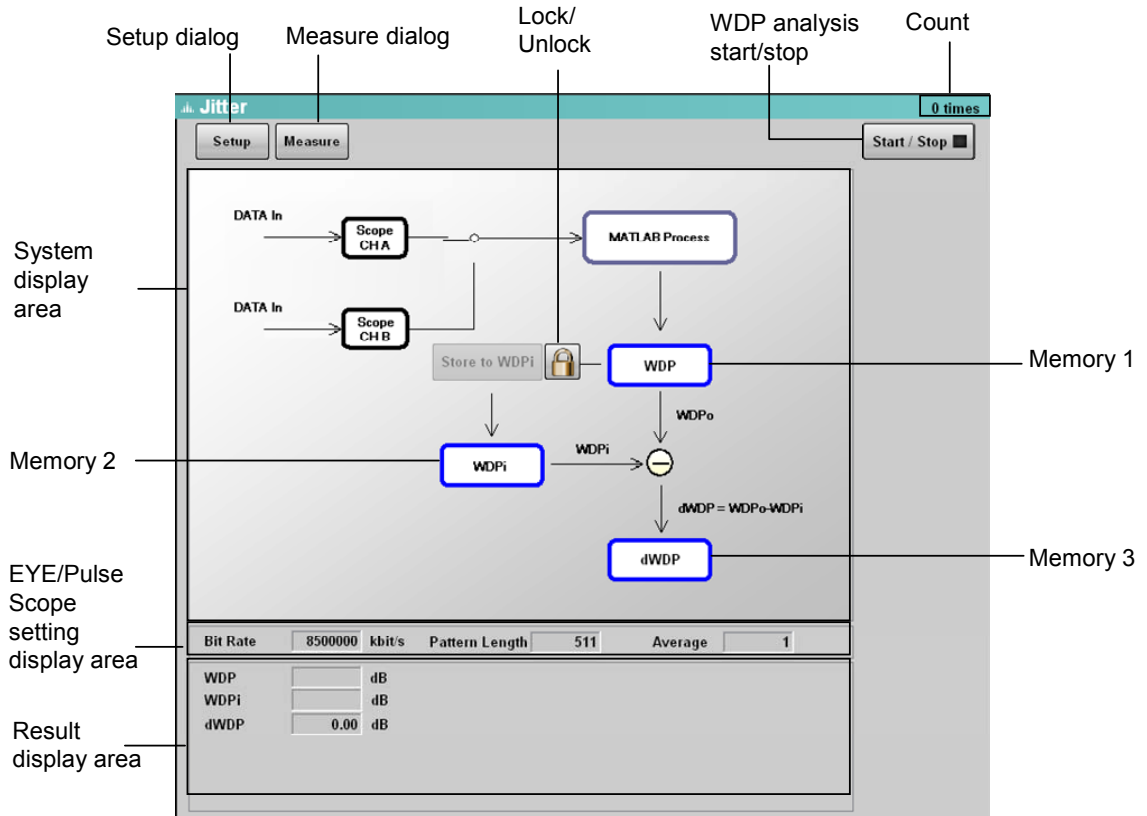 Setup dialog
Measure dialog
Lock/
Unlock
WDP analysis
start/stop
Count
Jitter
0 times
Setup
Measure
Start / Stop
DATA In
Scope
CH A
MATLAB Process
System
display
area
DATA In
Scope
CH B
Store to WDPi
WDP
Memory 1
WDPo
Memory 2
WDPi
WDPi
dWDP = WDPo-WDPi
dWDP
Memory 3
EYE/Pulse
Scope
setting
display area
Bit Rate 8500000 kbit/s Pattern Length 511 Average 1
WDP dB
WDPi dB
dWDP 0.00 dB
Result
display area